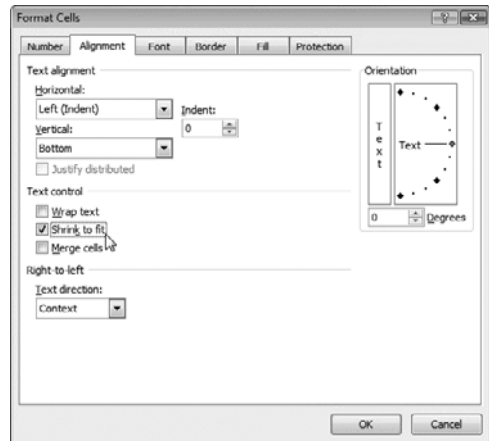 Format Cells
Number Alignment Font Border Fill Protection
Text alignment
Horizontal:
Left (Indent)
Indent:
0
Vertical:
Bottom
Justify distributed
Text control
Wrap text
Shrink to fit
Merge cells
Right-to-left
Text direction:
Context
Orientation
Text
Text
0 Degrees
OK Cancel